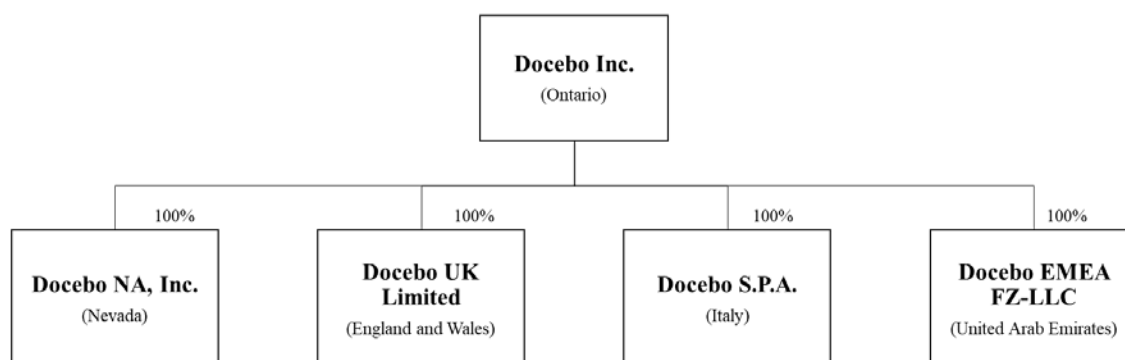 Docebo Inc.
(Ontario)
100%
100%
100%
100%
Docebo NA, Inc.
(Nevada)
Docebo UK
Limited
(England and Wales)
Docebo S.P.A.
(Italy)
Docebo EMEA
FZ-LLC
(United Arab Emirates)